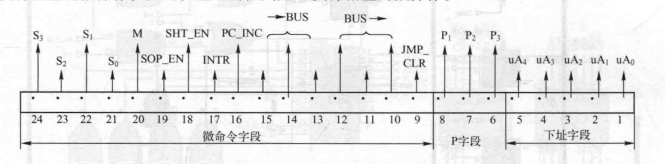 →BUS BUS→
S3 S1 M SHT_EN PC_INC P1 P2 P3
S2 S0 SOP_EN INTR JMP_
CLR uA4 uA3 uA2 uA1 uA0
24 23 22 21 20 19 18 17 16 15 14 13 12 11 10 9 8 7 6 5 4 3 2 1
微命令字段 P字段 下址字段